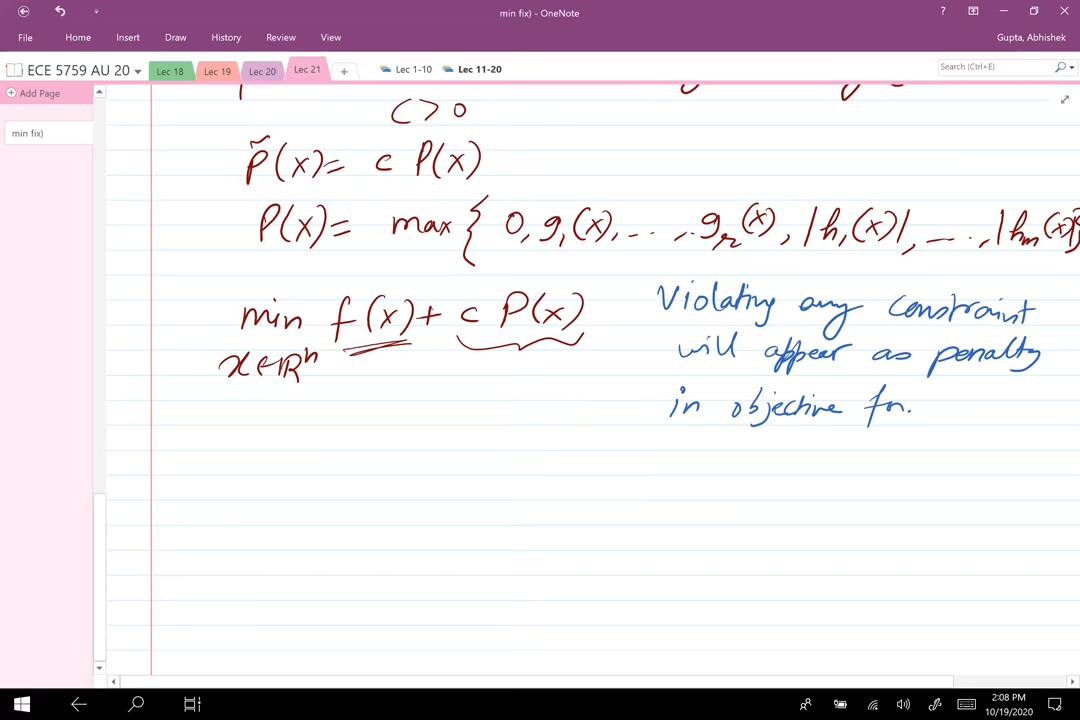 min fix) - OneNote
?
File Home Insert Draw History Review View
Gupta, Abhishek
ECE 5759 AU 20
Lec 18
Lec 19
Lec 20
Lec 21
+
Lec 1-10
Lec 11-20
Search (Ctrl+E)
Add Page
min fix)
c > 0
p̃(x) = c P(x)
P(x) = max { 0, g₁(x), ..., gᵣ(x), |h₁(x)|, ..., |hₘ(x)|}
min f(x) + c P(x)
x∈ℝⁿ
Violating any constraint
will appear as penalty
in objective fn.
2:08 PM
10/19/2020